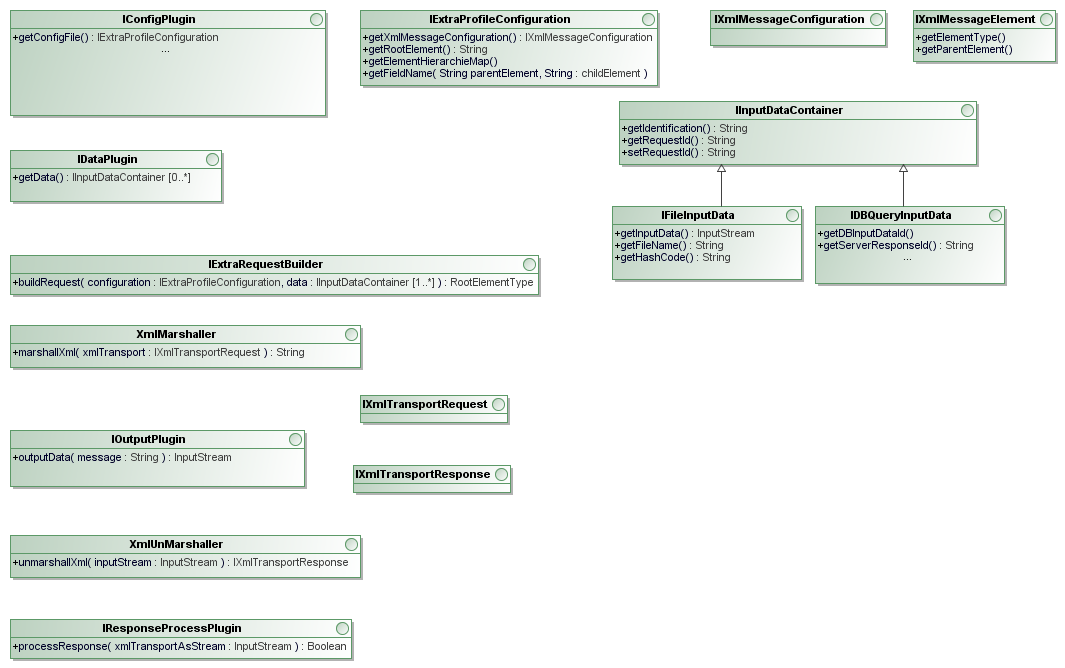 IConfigPlugin
+getConfigFile() : IExtraProfileConfiguration
...
IExtraProfileConfiguration
+getXmlMessageConfiguration() : IXmlMessageConfiguration
+getRootElement() : String
+getElementHierarchieMap()
+getFieldName( String parentElement, String : childElement )
IXmlMessageConfiguration
IXmlMessageElement
+getElementType()
+getParentElement()
IInputDataContainer
+getIdentification() : String
+getRequestId() : String
+setRequestId() : String
IDataPlugin
+getData() : IInputDataContainer [0..*]
IFileInputData
+getInputData() : InputStream
+getFileName() : String
+getHashCode() : String
IDBQueryInputData
+getDBInputDataId()
+getServerResponseId() : String
...
IExtraRequestBuilder
+buildRequest( configuration : IExtraProfileConfiguration, data : IInputDataContainer [1..*] ) : RootElementType
XmlMarshaller
+marshallXml( xmlTransport : IXmlTransportRequest ) : String
IXmlTransportRequest
IOutputPlugin
+outputData( message : String ) : InputStream
IXmlTransportResponse
XmlUnMarshaller
+unmarshallXml( inputStream : InputStream ) : IXmlTransportResponse
IResponseProcessPlugin
+processResponse( xmlTransportAsStream : InputStream ) : Boolean